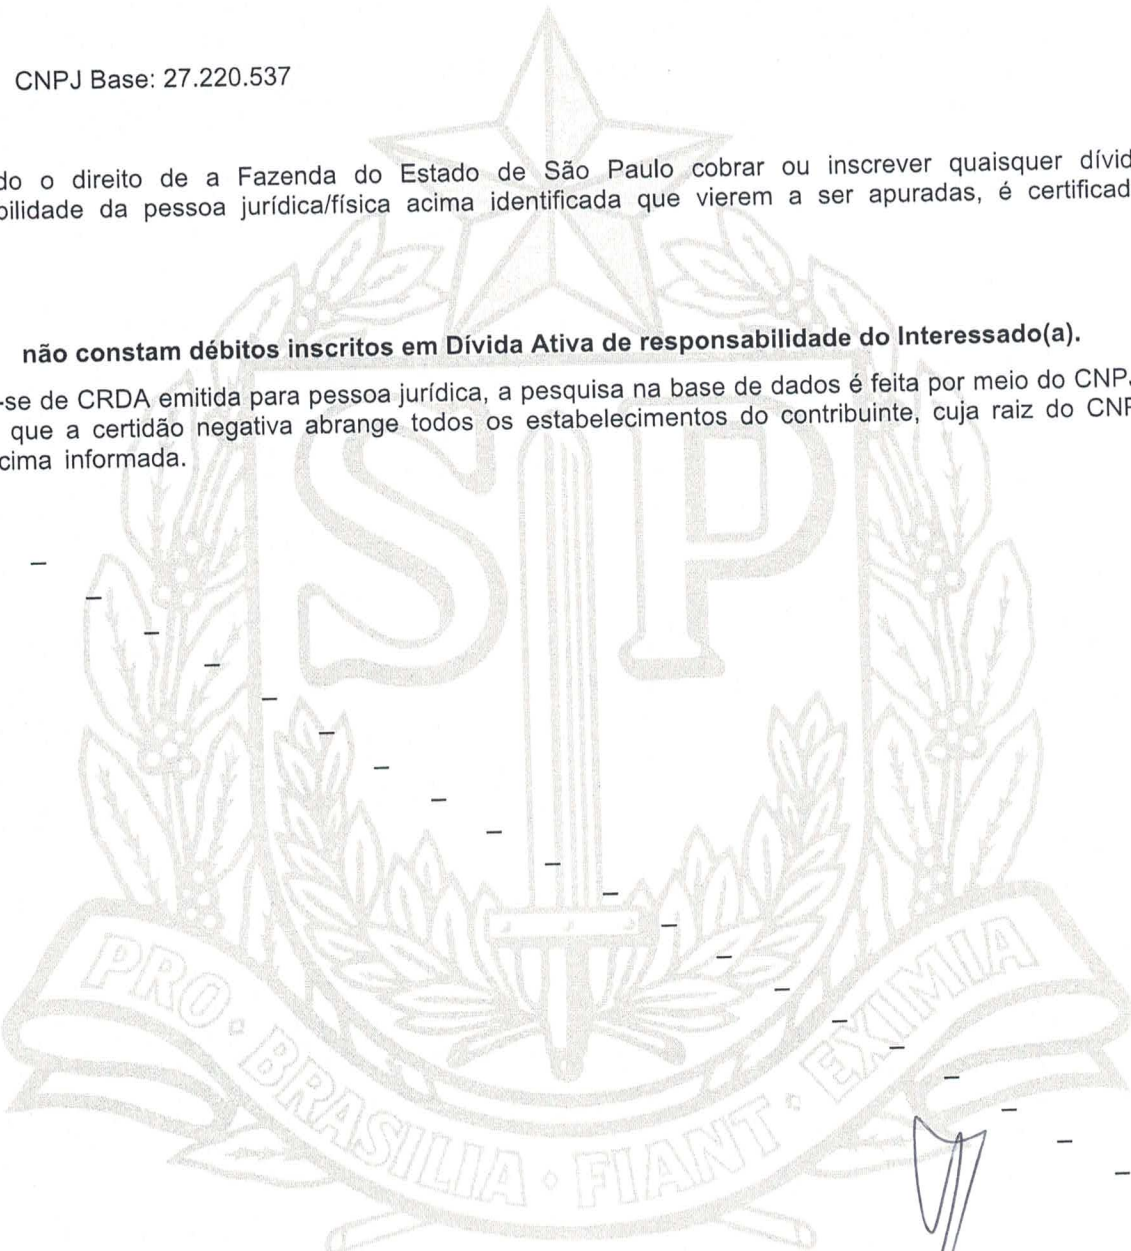 CNPJ Base: 27.220.537
do o direito de a Fazenda do Estado de São Paulo cobrar ou inscrever quaisquer dívid
bilidade da pessoa jurídica/física acima identificada que vierem a ser apuradas, é certificad
não constam débitos inscritos em Dívida Ativa de responsabilidade do Interessado(a).
-se de CRDA emitida para pessoa jurídica, a pesquisa na base de dados é feita por meio do CNPJ
que a certidão negativa abrange todos os estabelecimentos do contribuinte, cuja raiz do CNP
cima informada.
SP
PRO · BRASILIA · FIANT · EXIMIA